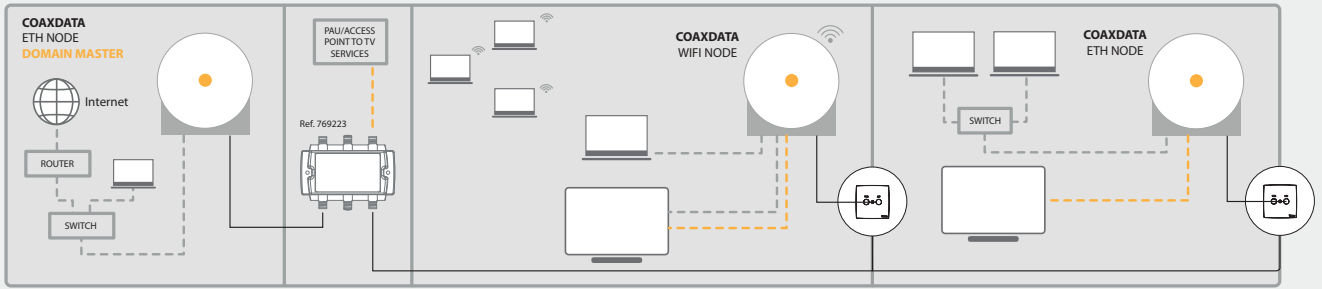 COAXDATA
ETH NODE
DOMAIN MASTER
Internet
ROUTER
SWITCH
PAU/ACCESS
POINT TO TV
SERVICES
Ref. 769223
COAXDATA
WIFI NODE
COAXDATA
ETH NODE
SWITCH